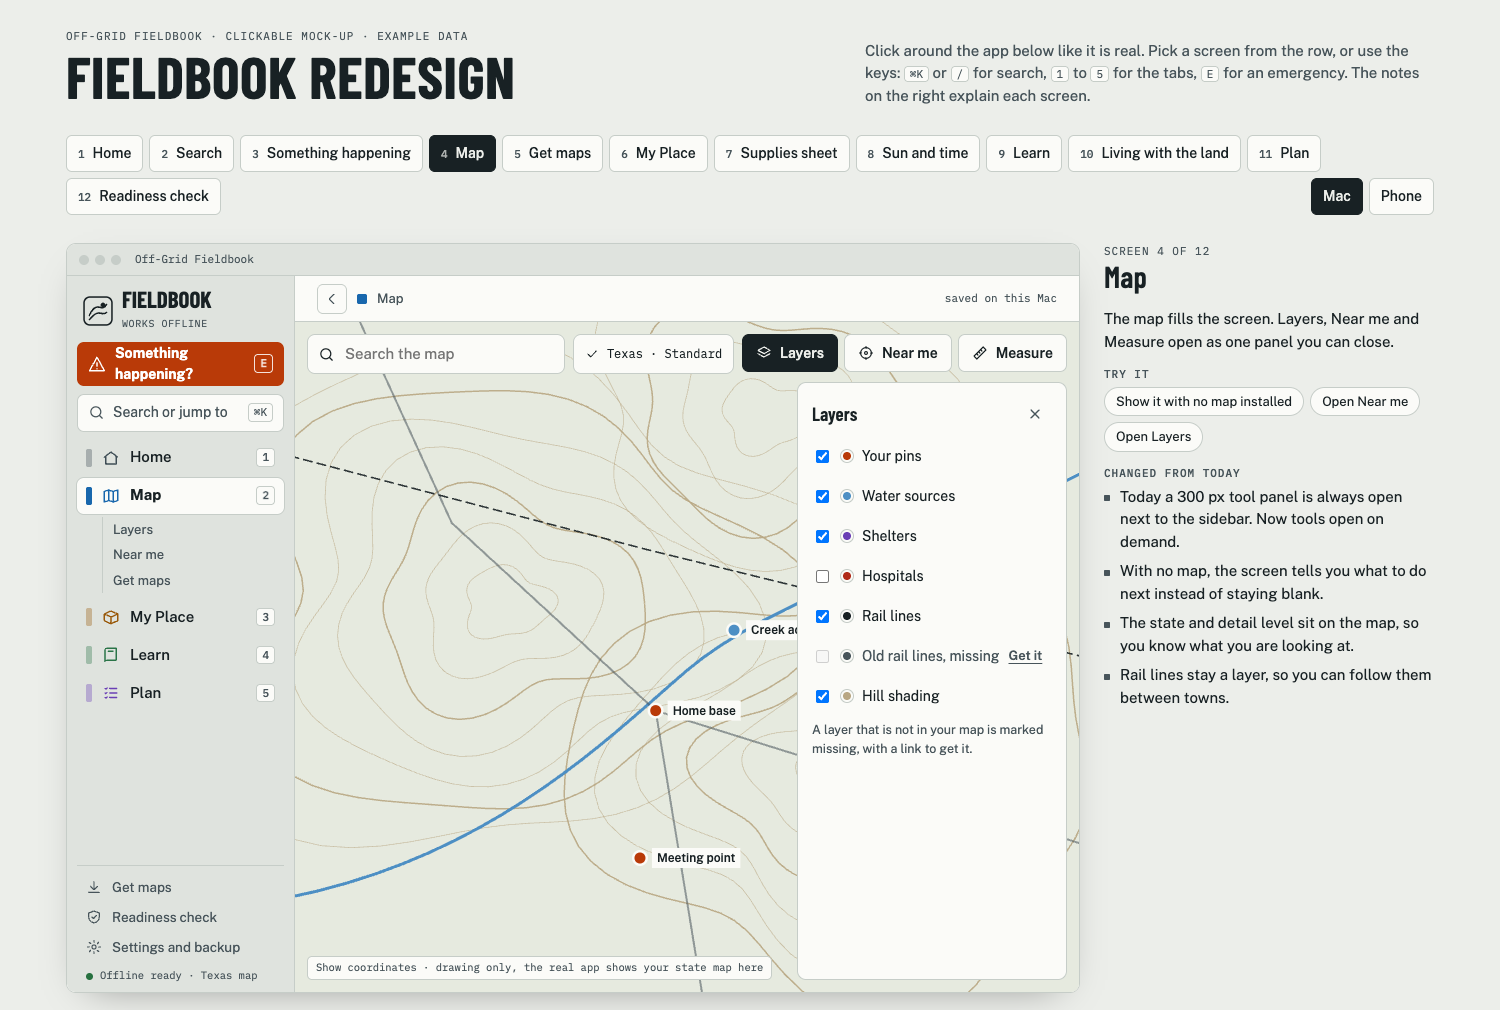 OFF-GRID FIELDBOOK · CLICKABLE MOCK-UP · EXAMPLE DATA
FIELDBOOK REDESIGN
Click around the app below like it is real. Pick a screen from the row, or use the
keys: ⌘K or / for search, 1 to 5 for the tabs, E for an emergency. The notes
on the right explain each screen.
1 Home
2 Search
3 Something happening
4 Map
5 Get maps
6 My Place
7 Supplies sheet
8 Sun and time
9 Learn
10 Living with the land
11 Plan
12 Readiness check
Mac
Phone
Off-Grid Fieldbook
FIELDBOOK
WORKS OFFLINE
Something
happening?
E
Search or jump to ⌘K
Home 1
Map 2
Layers
Near me
Get maps
My Place 3
Learn 4
Plan 5
Get maps
Readiness check
Settings and backup
Offline ready · Texas map
Map
saved on this Mac
Search the map
Texas · Standard
Layers
Near me
Measure
Layers
Your pins
Water sources
Shelters
Hospitals
Rail lines
Old rail lines, missing Get it
Hill shading
A layer that is not in your map is marked
missing, with a link to get it.
Creek ac
Home base
Meeting point
Show coordinates · drawing only, the real app shows your state map here
SCREEN 4 OF 12
Map
The map fills the screen. Layers, Near me and
Measure open as one panel you can close.
TRY IT
Show it with no map installed
Open Near me
Open Layers
CHANGED FROM TODAY
Today a 300 px tool panel is always open
next to the sidebar. Now tools open on
demand.
With no map, the screen tells you what to do
next instead of staying blank.
The state and detail level sit on the map, so
you know what you are looking at.
Rail lines stay a layer, so you can follow them
between towns.